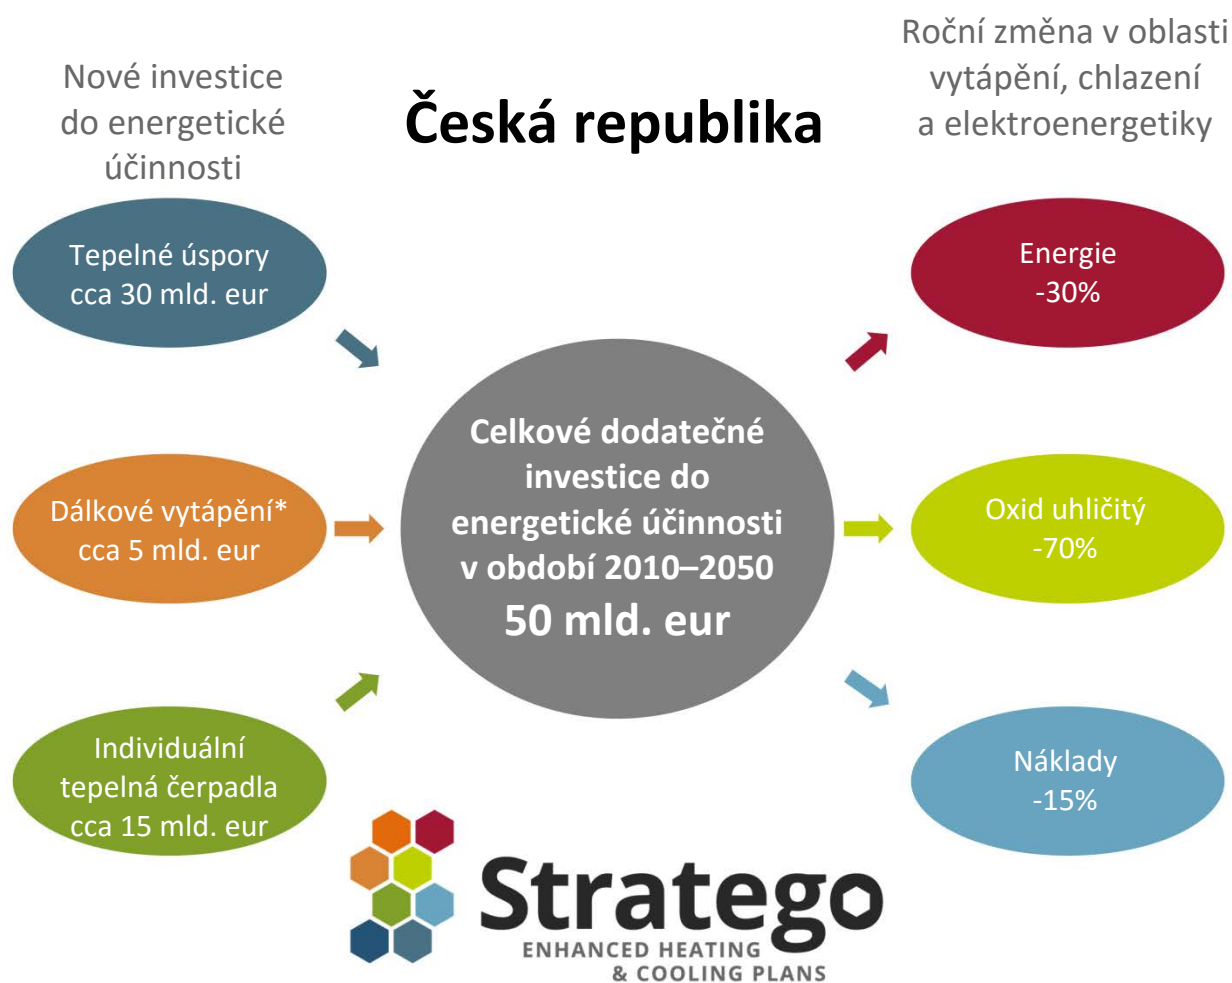 Nové investice
do energetické
účinnosti
Česká republika
Roční změna v oblasti
vytápění, chlazení
a elektroenergetiky
Tepelné úspory
cca 30 mld. eur
Dálkové vytápění*
cca 5 mld. eur
Individuální
tepelná čerpadla
cca 15 mld. eur
Celkové dodatečné
investice do
energetické účinnosti
v období 2010–2050
50 mld. eur
Energie
-30%
Oxid uhličitý
-70%
Náklady
-15%
Stratego
ENHANCED HEATING
& COOLING PLANS